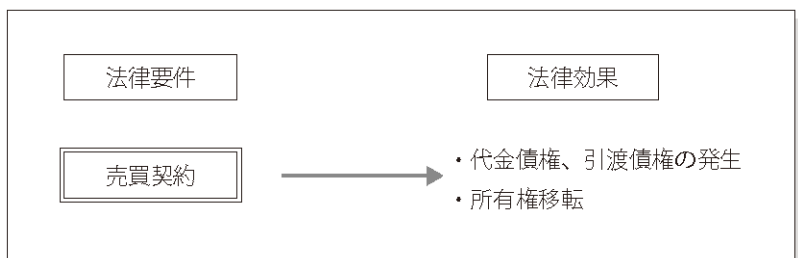 法律要件
法律効果
売買契約
・代金債権、引渡債権の発生
・所有権移転